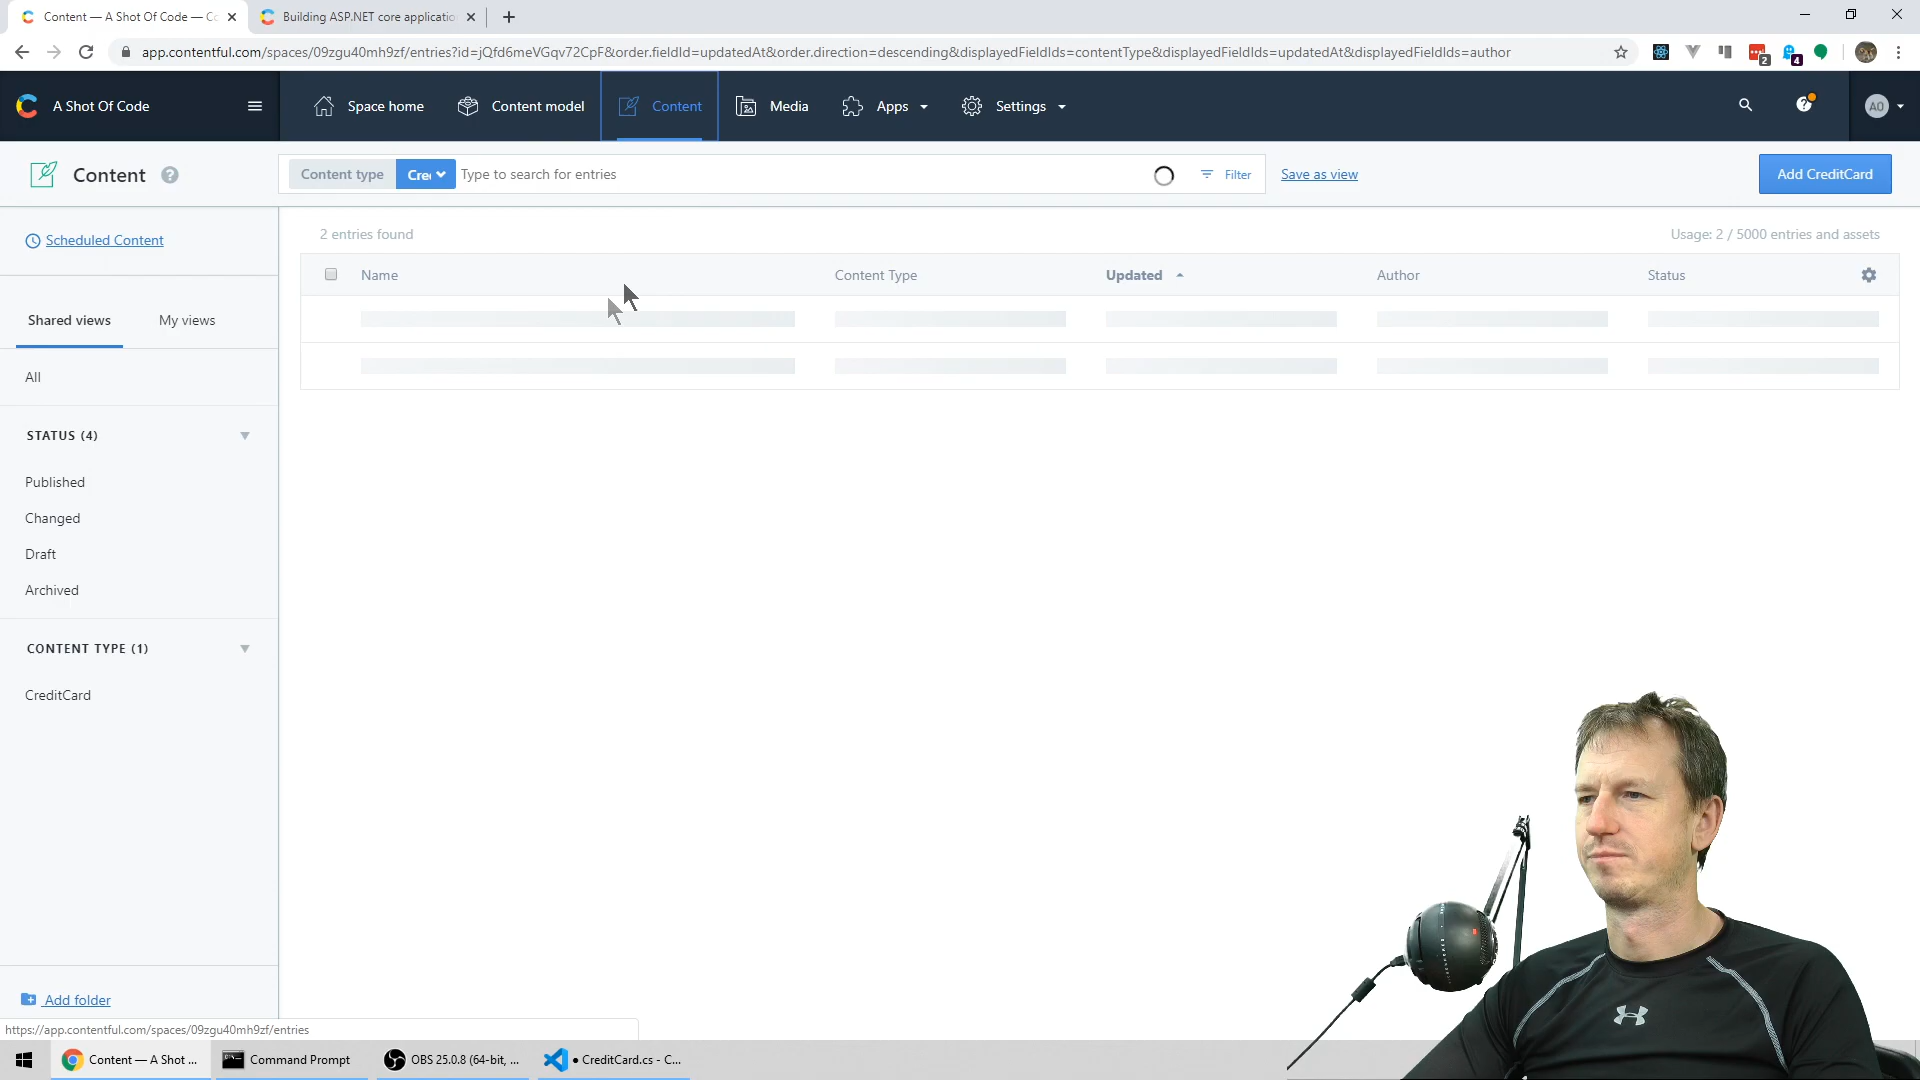 Content — A Shot Of Code — Co
Building ASP.NET core applicatio
app.contentful.com/spaces/09zgu40mh9zf/entries?id=jQfd6meVGqv72CpF&order.fieldId=updatedAt&order.direction=descending&displayedFieldIds=contentType&displayedFieldIds=updatedAt&displayedFieldIds=author
2
4
A Shot Of Code
Space home
Content model
Content
Media
Apps
Settings
?
AO
Content
?
Content type
Cre
Type to search for entries
Filter
Save as view
Add CreditCard
Scheduled Content
2 entries found
Usage: 2 / 5000 entries and assets
Name
Content Type
Updated
Author
Status
Shared views
My views
All
STATUS (4)
Published
Changed
Draft
Archived
CONTENT TYPE (1)
CreditCard
Add folder
https://app.contentful.com/spaces/09zgu40mh9zf/entries
Content — A Shot ...
Command Prompt
OBS 25.0.8 (64-bit, ...
● CreditCard.cs - C...